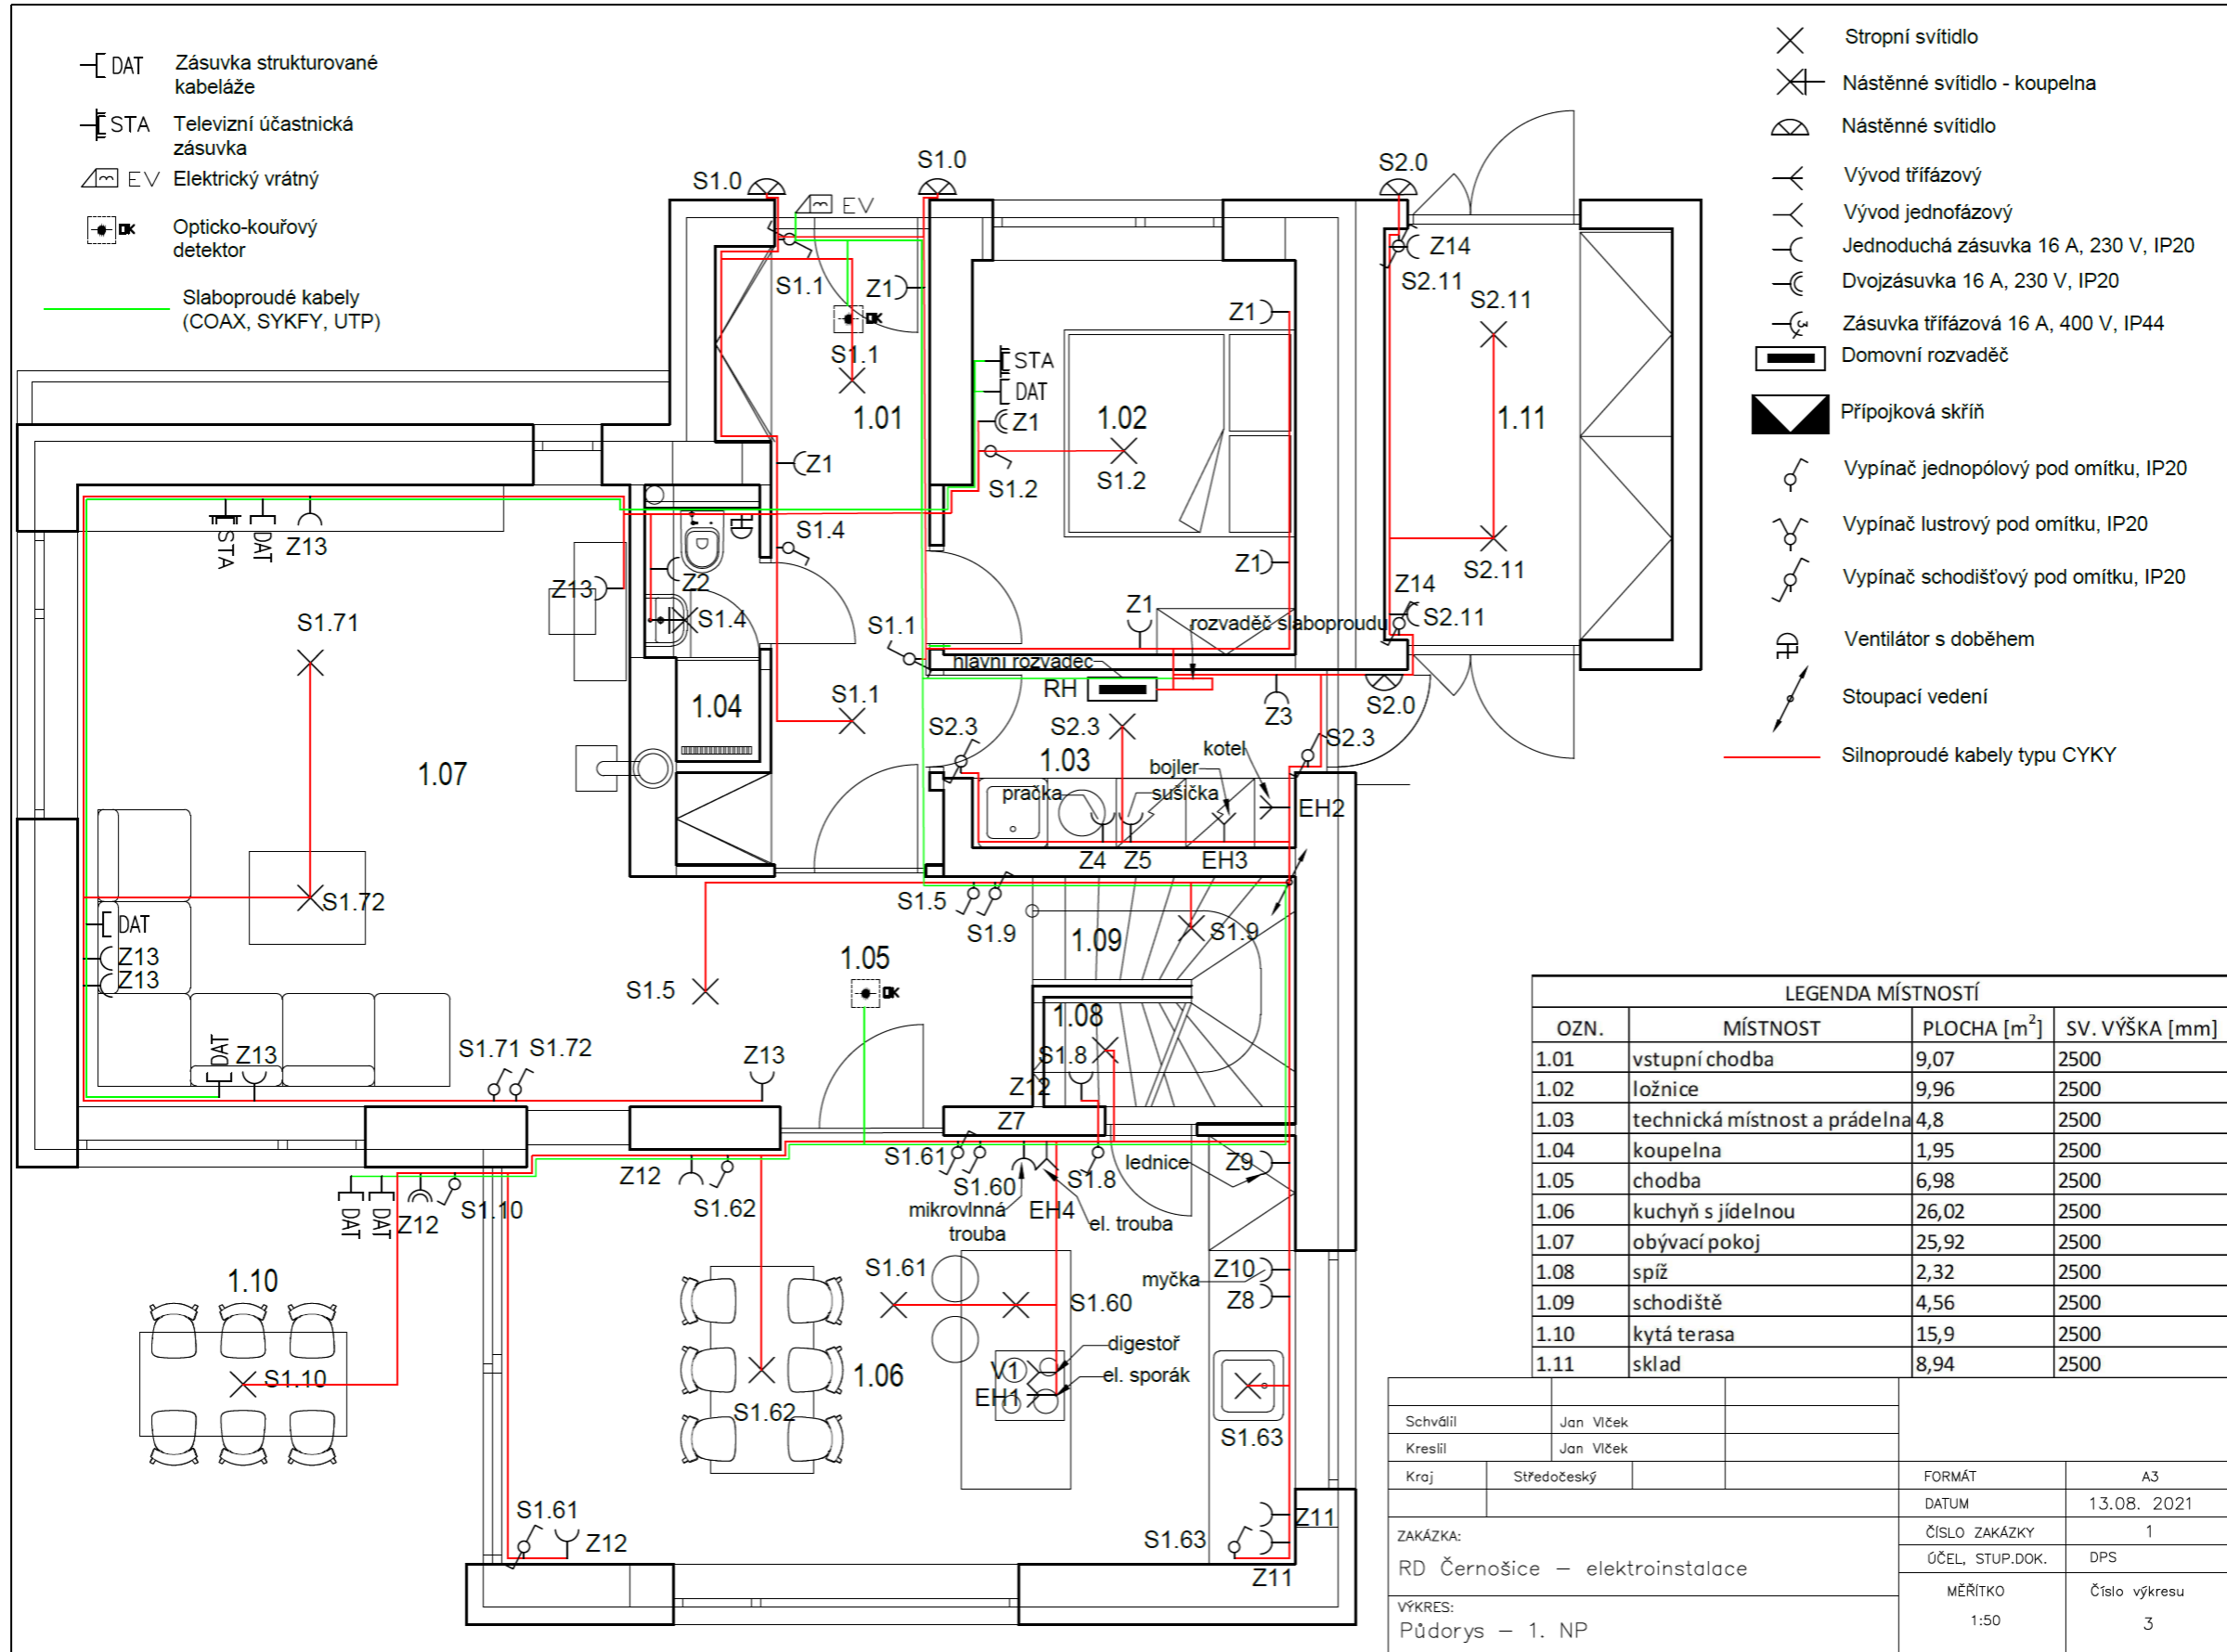 DAT
Zásuvka strukturované
kabeláže
STA
Televizní účastnická
zásuvka
EV
Elektrický vrátný
OK
Opticko-kouřový
detektor
Slaboproudé kabely
(COAX, SYKFY, UTP)
Stropní svítidlo
Nástěnné svítidlo - koupelna
Nástěnné svítidlo
Vývod třífázový
Vývod jednofázový
Jednoduchá zásuvka 16 A, 230 V, IP20
Dvojzásuvka 16 A, 230 V, IP20
3
Zásuvka třífázová 16 A, 400 V, IP44
Domovní rozvaděč
Přípojková skříň
Vypínač jednopólový pod omítku, IP20
Vypínač lustrový pod omítku, IP20
Vypínač schodišťový pod omítku, IP20
Ventilátor s doběhem
Stoupací vedení
Silnoproudé kabely typu CYKY
S1.0
S1.0
S2.0
EV
S1.1
Z1
Z14
S2.11
S2.11
OK
S1.1
Z1
STA
DAT
Z1
1.01
1.02
1.11
Z1
S1.2
S1.2
STA
DAT
Z13
S1.4
Z13
Z2
Z1
S2.11
Z14
S1.71
S1.4
S1.1
Z1
rozvaděč slaboproudu
S2.11
hlavní rozvaděč
RH
1.04
S1.1
Z3
S2.0
S2.3
S2.3
S2.3
1.07
1.03
kotel
bojler
pračka
sušička
EH2
Z4
Z5
EH3
S1.72
DAT
S1.5
S1.9
1.09
S1.9
Z13
Z13
1.05
S1.5
OK
1.08
DAT
Z13
S1.71
S1.72
Z13
S1.8
Z12
Z7
Z12
S1.62
S1.61
S1.60
S1.8
lednice
Z9
mikrovlnná
trouba
EH4
el. trouba
DAT
DAT
Z12
S1.10
1.10
S1.61
S1.60
myčka
Z10
Z8
S1.10
1.06
V1
digestoř
EH1
el. sporák
S1.62
S1.63
S1.61
Z12
S1.63
Z11
Z11
LEGENDA MÍSTNOSTÍ
OZN. MÍSTNOST PLOCHA [m²] SV. VÝŠKA [mm]
1.01 vstupní chodba 9,07 2500
1.02 ložnice 9,96 2500
1.03 technická místnost a prádelna 4,8 2500
1.04 koupelna 1,95 2500
1.05 chodba 6,98 2500
1.06 kuchyň s jídelnou 26,02 2500
1.07 obývací pokoj 25,92 2500
1.08 spíž 2,32 2500
1.09 schodiště 4,56 2500
1.10 kytá terasa 15,9 2500
1.11 sklad 8,94 2500
Schválil Jan Vlček
Kreslil Jan Vlček
Kraj Středočeský
FORMÁT A3
DATUM 13.08. 2021
ČÍSLO ZAKÁZKY 1
ÚČEL, STUP.DOK. DPS
ZAKÁZKA:
RD Černošice – elektroinstalace
VÝKRES:
Půdorys – 1. NP
MĚŘÍTKO
1:50
Číslo výkresu
3